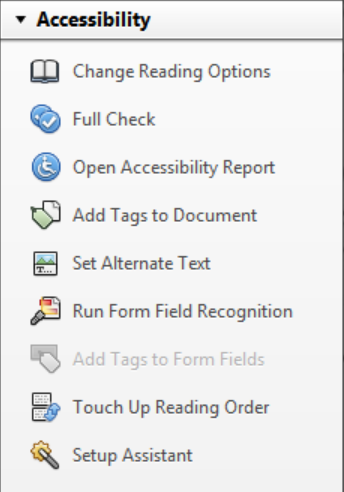 Accessibility
Change Reading Options
Full Check
Open Accessibility Report
Add Tags to Document
Set Alternate Text
Run Form Field Recognition
Add Tags to Form Fields
Touch Up Reading Order
Setup Assistant